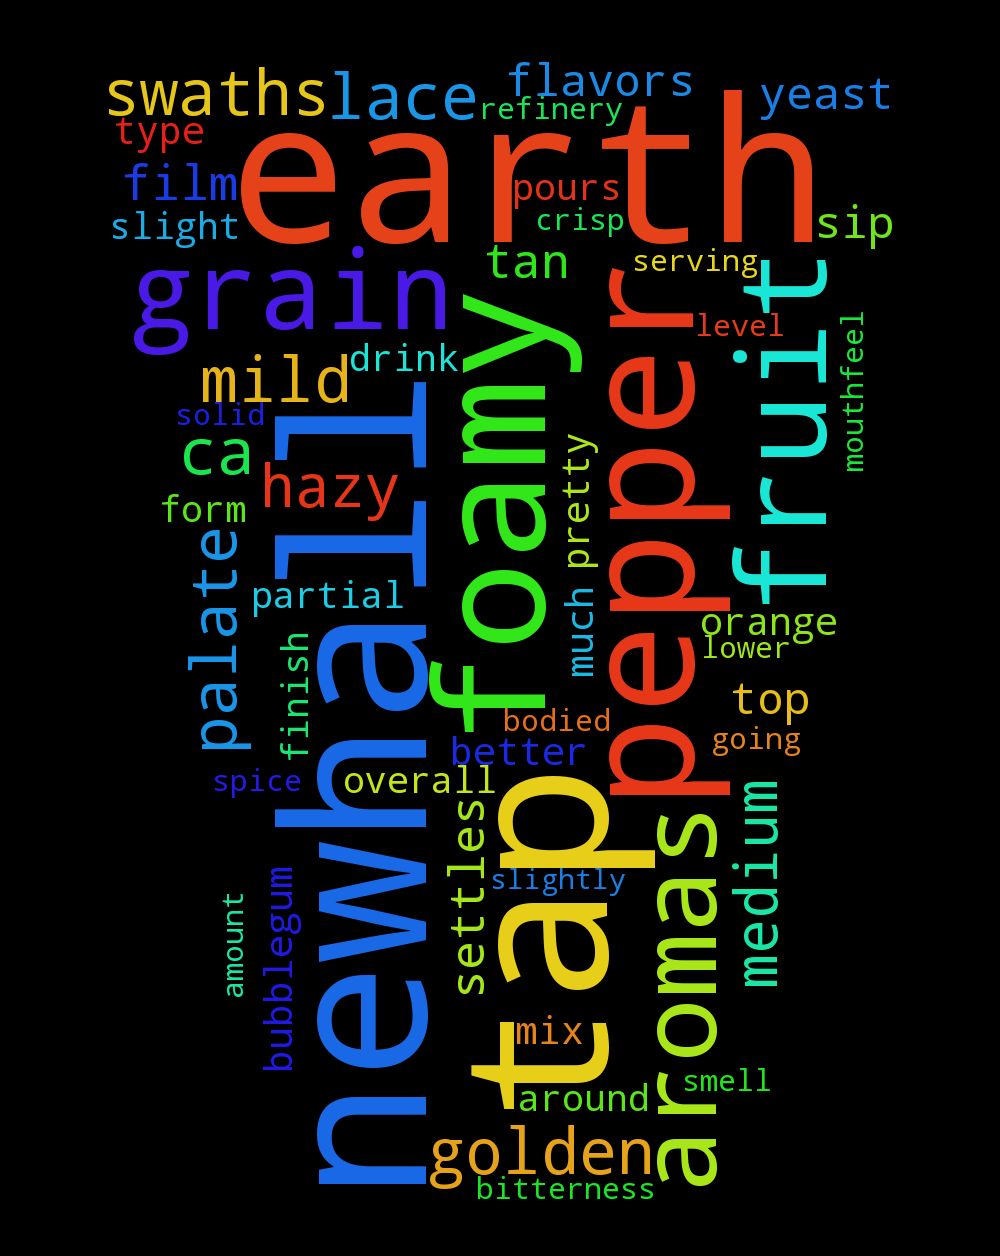 swaths
lace
flavors
refinery
yeast
type
earth
film
pours
slight
crisp
sip
tan
serving
grain
fruit
level
mouthfeel
drink
mild
solid
foamy
pepper
ca
hazy
newhall
form
pretty
palate
partial
much
orange
lower
finish
top
bodied
going
better
spice
overall
tap
settles
medium
aromas
slightly
bubblegum
amount
mix
smell
around
golden
bitterness